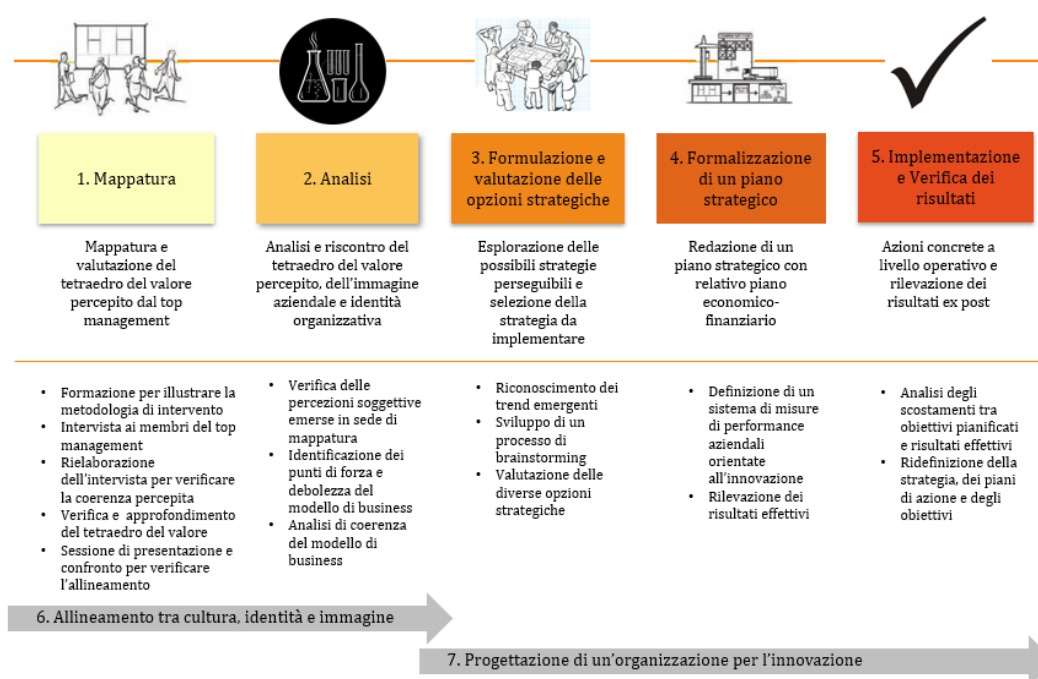 1. Mappatura
2. Analisi
3. Formulazione e
valutazione delle
opzioni strategiche
4. Formalizzazione
di un piano
strategico
5. Implementazione
e Verifica dei
risultati
Mappatura e
valutazione del
tetraedro del valore
percepito dal top
management
Analisi e riscontro del
tetraedro del valore
percepito, dell'immagine
aziendale e identità
organizzativa
Esplorazione delle
possibili strategie
perseguibili e
selezione della
strategia da
implementare
Redazione di un
piano strategico con
relativo piano
economico-
finanziario
Azioni concrete a
livello operativo e
rilevazione dei
risultati ex post
• Formazione per illustrare la
metodologia di intervento
• Intervista ai membri del top
management
• Rielaborazione
dell'intervista per verificare
la coerenza percepita
• Verifica e approfondimento
del tetraedro del valore
• Sessione di presentazione e
confronto per verificare
l'allineamento
• Verifica delle
percezioni soggettive
emerse in sede di
mappatura
• Identificazione dei
punti di forza e
debolezza del
modello di business
• Analisi di coerenza
del modello di
business
• Riconoscimento dei
trend emergenti
• Sviluppo di un
processo di
brainstorming
• Valutazione delle
diverse opzioni
strategiche
• Definizione di un
sistema di misure
di performance
aziendali
orientate
all'innovazione
• Rilevazione dei
risultati effettivi
• Analisi degli
scostamenti tra
obiettivi pianificati
e risultati effettivi
• Ridefinizione della
strategia, dei piani
di azione e degli
obiettivi
6. Allineamento tra cultura, identità e immagine
7. Progettazione di un'organizzazione per l'innovazione